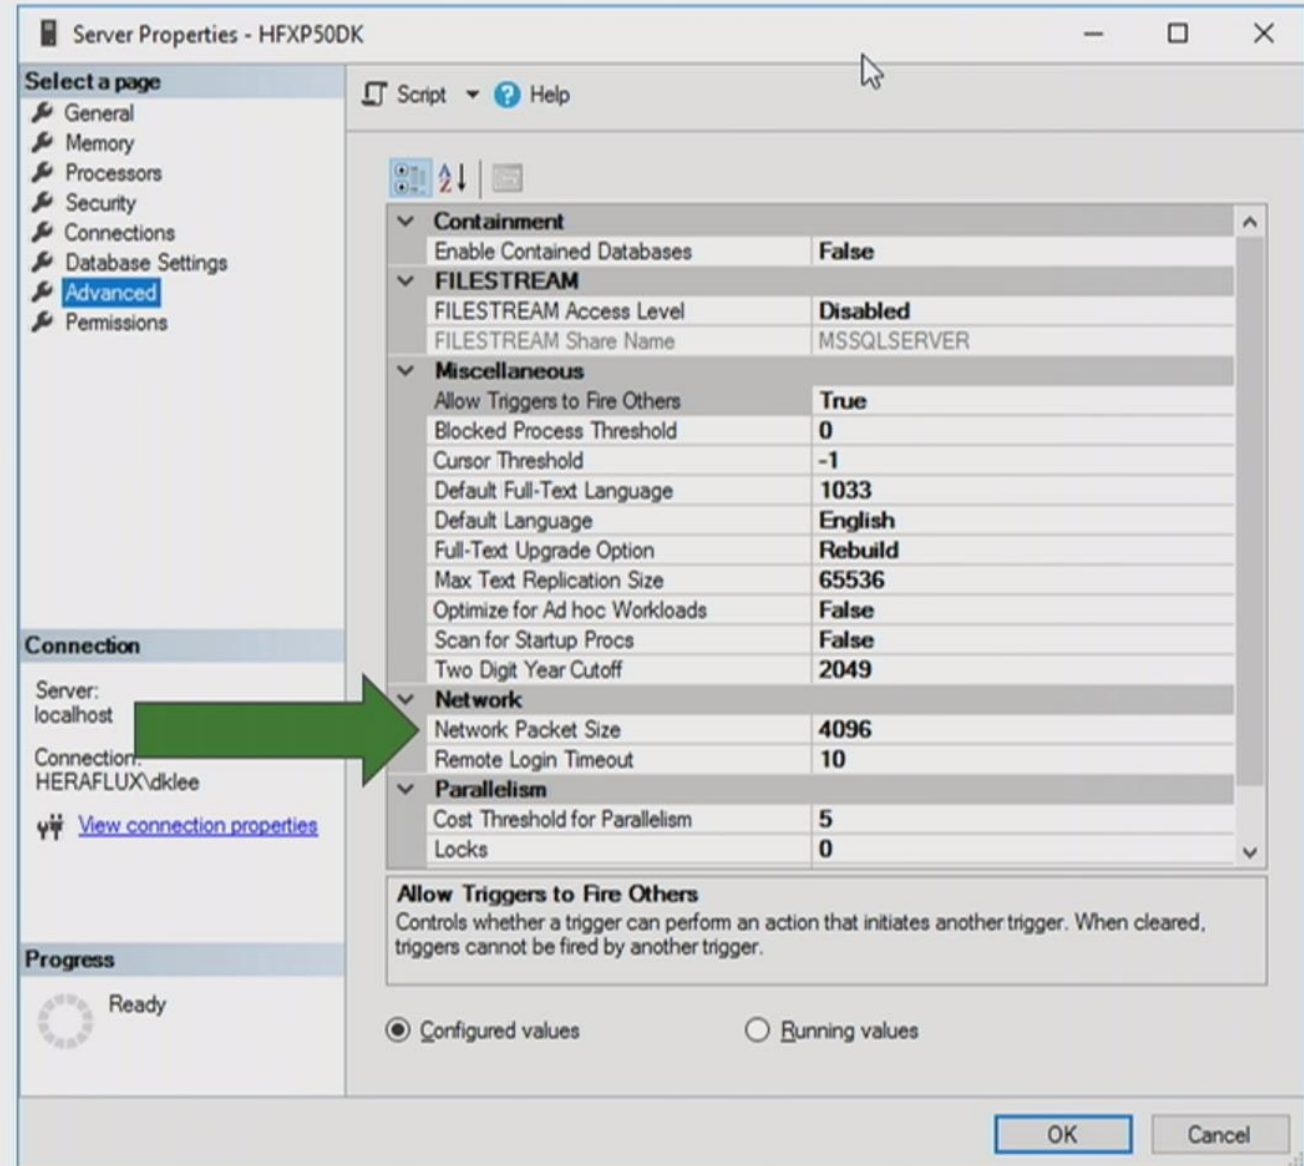 Server Properties - HFXP50DK
Select a page
General
Memory
Processors
Security
Connections
Database Settings
Advanced
Permissions
Connection
Server:
localhost
Connection:
HERAFLUX\dklee
View connection properties
Progress
Ready
Script Help
Containment
Enable Contained Databases False
FILESTREAM
FILESTREAM Access Level Disabled
FILESTREAM Share Name MSSQLSERVER
Miscellaneous
Allow Triggers to Fire Others True
Blocked Process Threshold 0
Cursor Threshold -1
Default Full-Text Language 1033
Default Language English
Full-Text Upgrade Option Rebuild
Max Text Replication Size 65536
Optimize for Ad hoc Workloads False
Scan for Startup Procs False
Two Digit Year Cutoff 2049
Network
Network Packet Size 4096
Remote Login Timeout 10
Parallelism
Cost Threshold for Parallelism 5
Locks 0
Allow Triggers to Fire Others
Controls whether a trigger can perform an action that initiates another trigger. When cleared,
triggers cannot be fired by another trigger.
Configured values Running values
OK Cancel